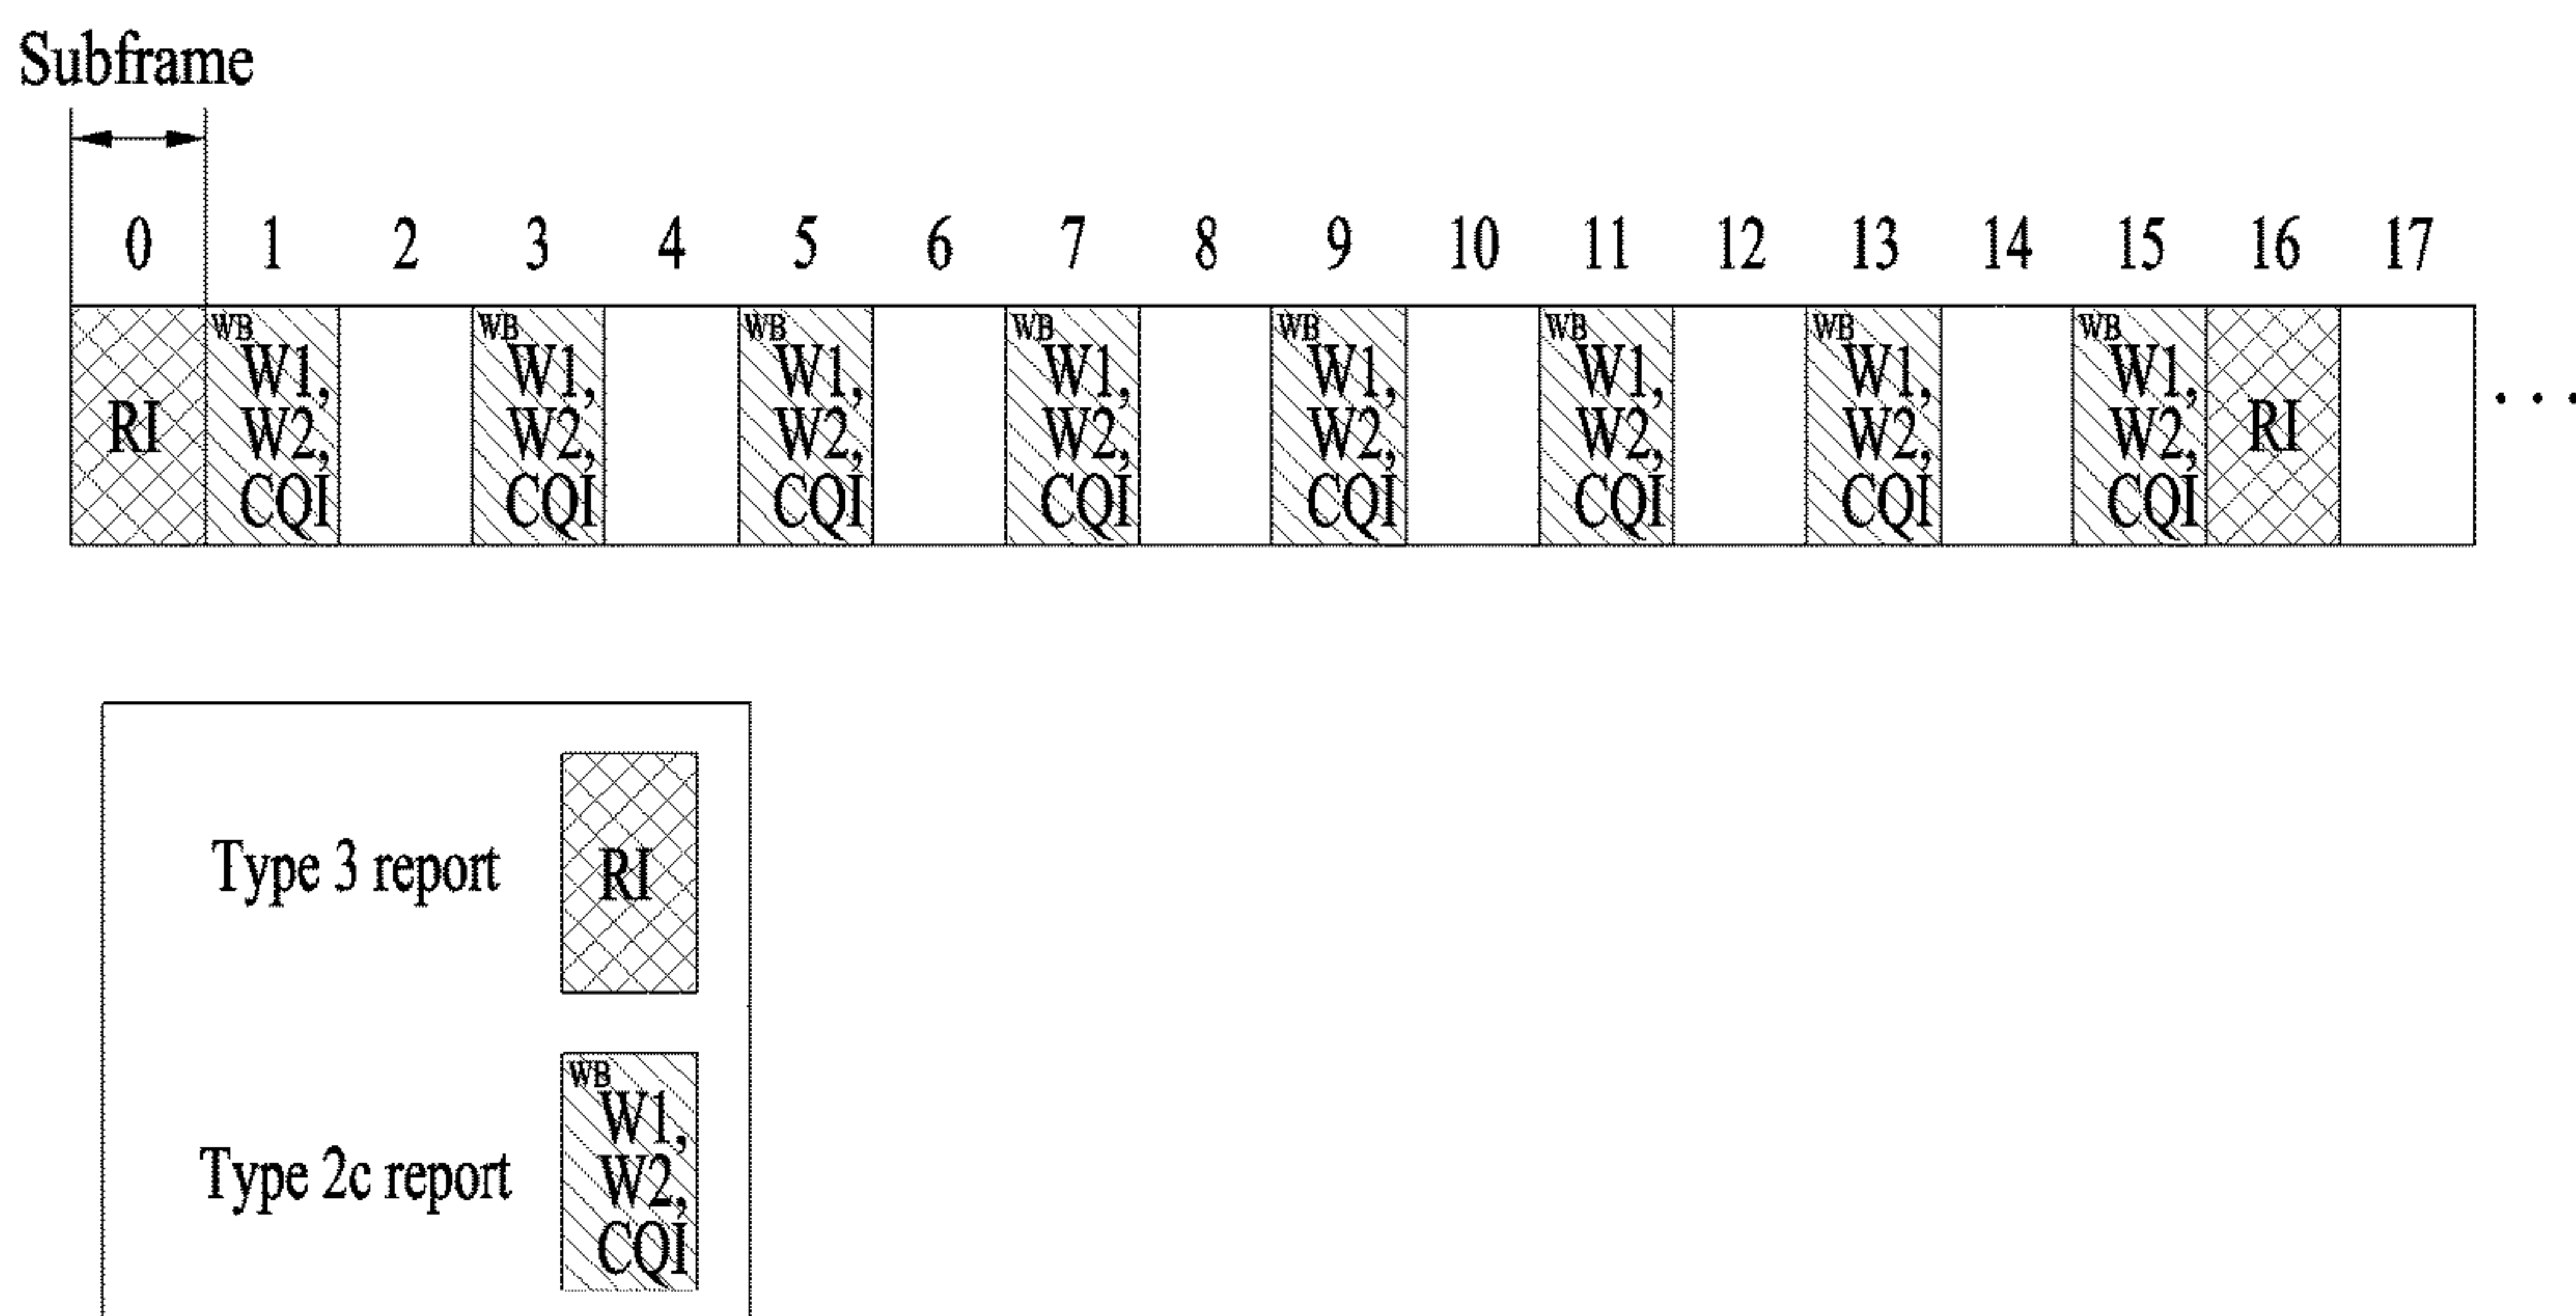 Subframe
0 1 2 3 4 5 6 7 8 9 10 11 12 13 14 15 16 17
WB WB WB WB WB WB WB WB
W1, W1, W1, W1, W1, W1, W1, W1,
RI W2, W2, W2, W2, W2, W2, W2, W2, RI ...
CQI CQI CQI CQI CQI CQI CQI CQI
Type 3 report RI
WB
W1,
Type 2c report W2,
CQI